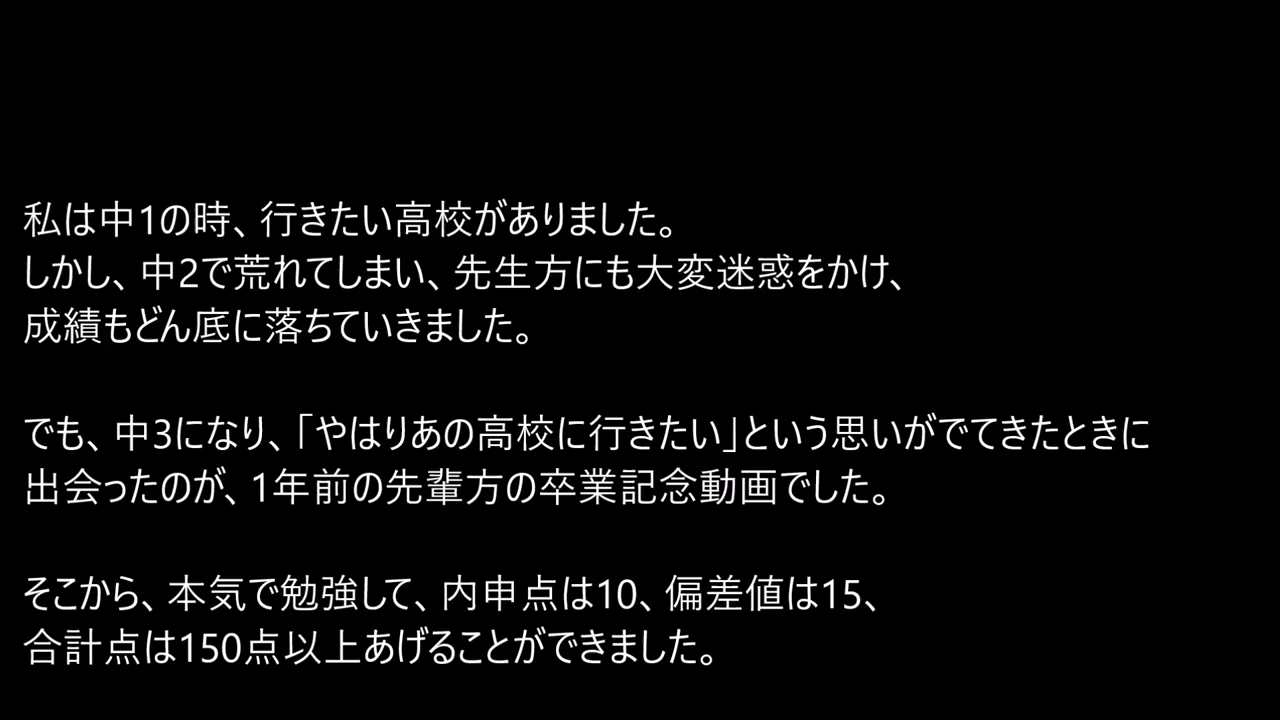 私は中1の時、行きたい高校がありました。
しかし、中2で荒れてしまい、先生方にも大変迷惑をかけ、
成績もどん底に落ちていきました。
でも、中3になり、「やはりあの高校に行きたい」という思いがでてきたときに
出会ったのが、1年前の先輩方の卒業記念動画でした。
そこから、本気で勉強して、内申点は10、偏差値は15、
合計点は150点以上あげることができました。